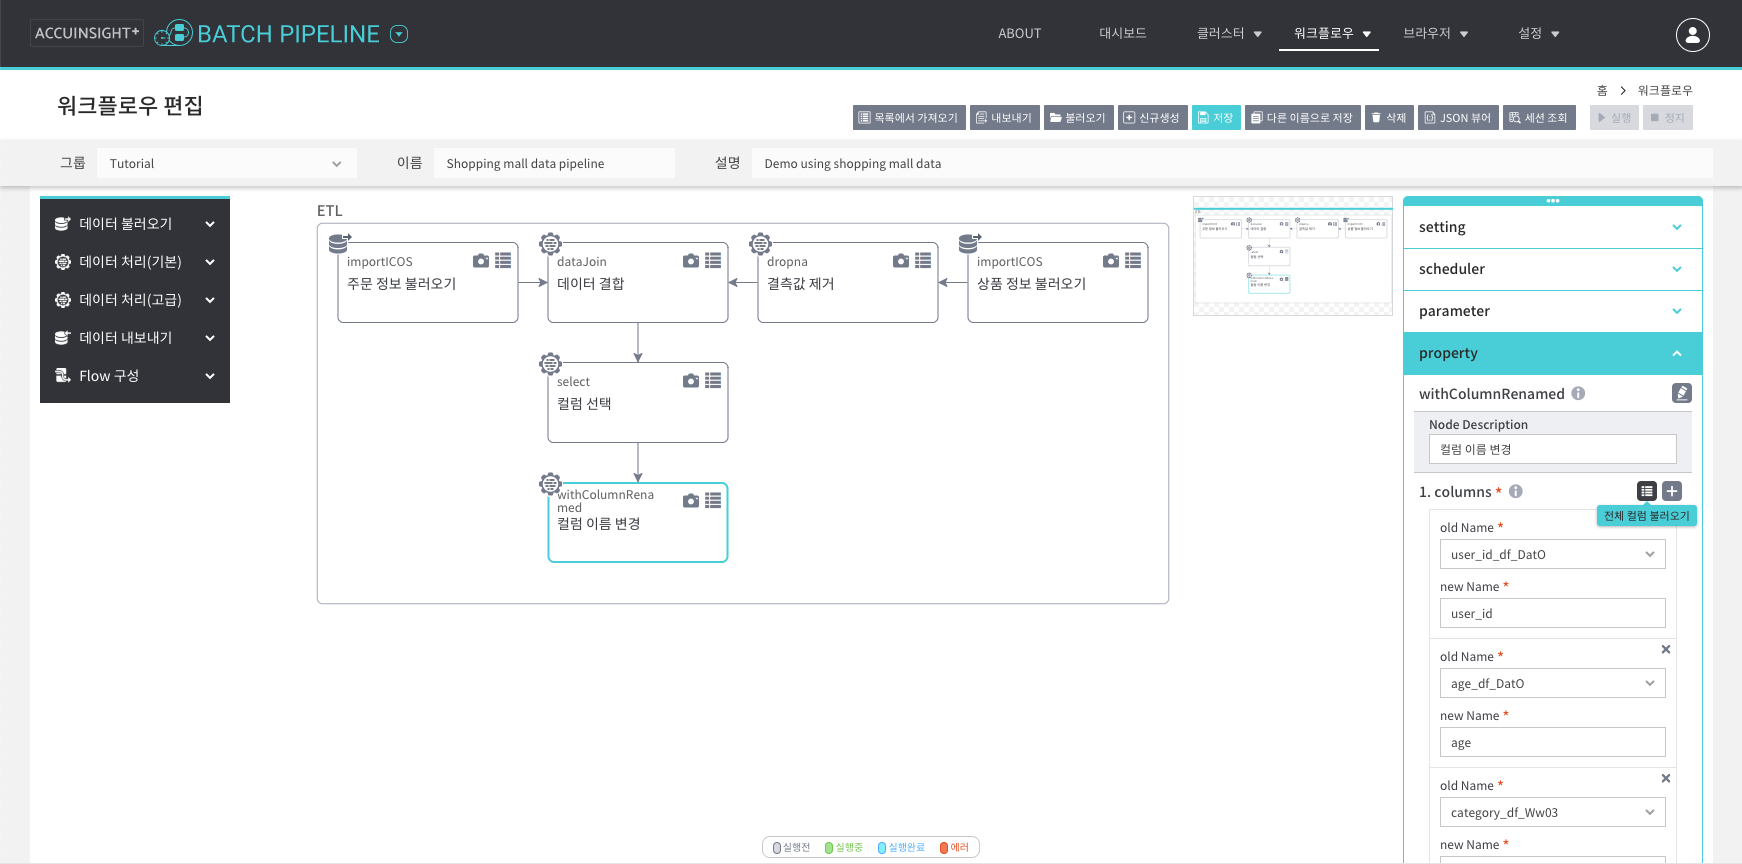 ACCUINSIGHT+
BATCH PIPELINE
ABOUT
대시보드
클러스터
워크플로우
브라우저
설정
워크플로우 편집
홈 > 워크플로우
목록에서 가져오기
내보내기
불러오기
신규생성
저장
다른 이름으로 저장
삭제
JSON 뷰어
세션 조회
실행
정지
그룹
Tutorial
이름
Shopping mall data pipeline
설명
Demo using shopping mall data
데이터 불러오기
데이터 처리(기본)
데이터 처리(고급)
데이터 내보내기
Flow 구성
ETL
importICOS
주문 정보 불러오기
dataJoin
데이터 결합
dropna
결측값 제거
importICOS
상품 정보 불러오기
select
컬럼 선택
withColumnRena
med
컬럼 이름 변경
setting
scheduler
parameter
property
withColumnRenamed
Node Description
컬럼 이름 변경
1. columns *
전체 컬럼 불러오기
old Name *
user_id_df_DatO
new Name *
user_id
old Name *
age_df_DatO
new Name *
age
old Name *
category_df_Ww03
new Name *
실행전
실행중
실행완료
에러